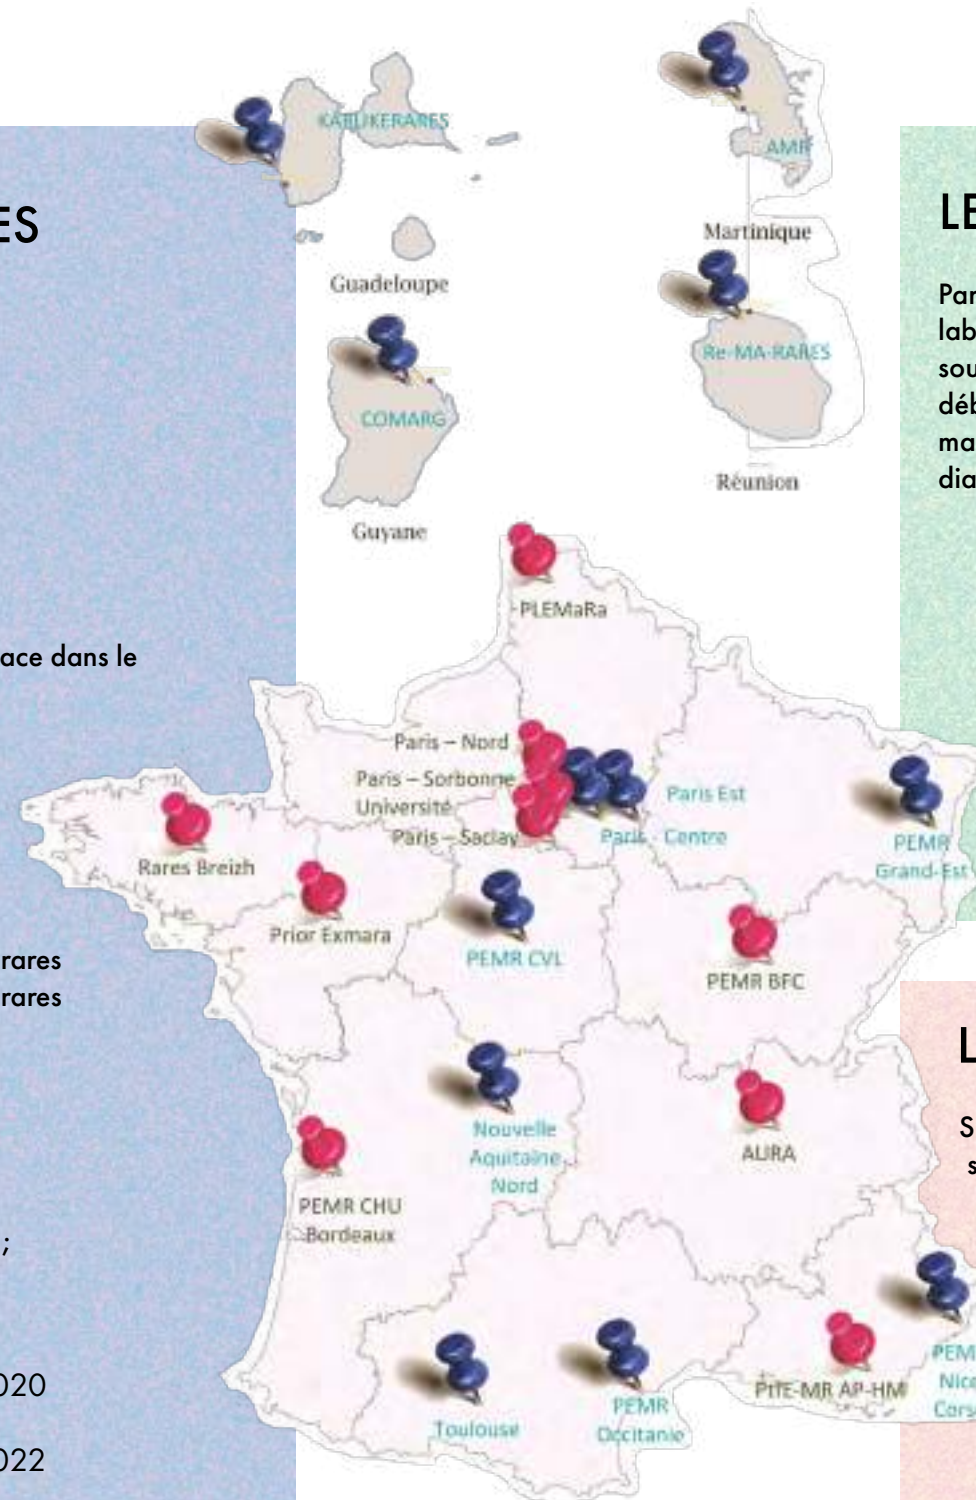 ES
ace dans le
rares
rares
;
020
022
KARUKERARES
Guadeloupe
AMR
Martinique
COMARG
Guyane
Re-MA-RARES
Réunion
PLEMaRa
Paris – Nord
Paris – Sorbonne
Université
Paris – Saclay
Paris Est
Paris - Centre
PEMR
Grand-Est
Rares Breizh
Prior Exmara
PEMR CVL
PEMR BFC
Nouvelle
Aquitaine
Nord
AURA
PEMR CHU
Bordeaux
Toulouse
PEMR
Occitanie
PfTE-MR AP-HM
PEM
Nice
Cors
LE
Par
lab
sou
déb
ma
dia
L
S
s